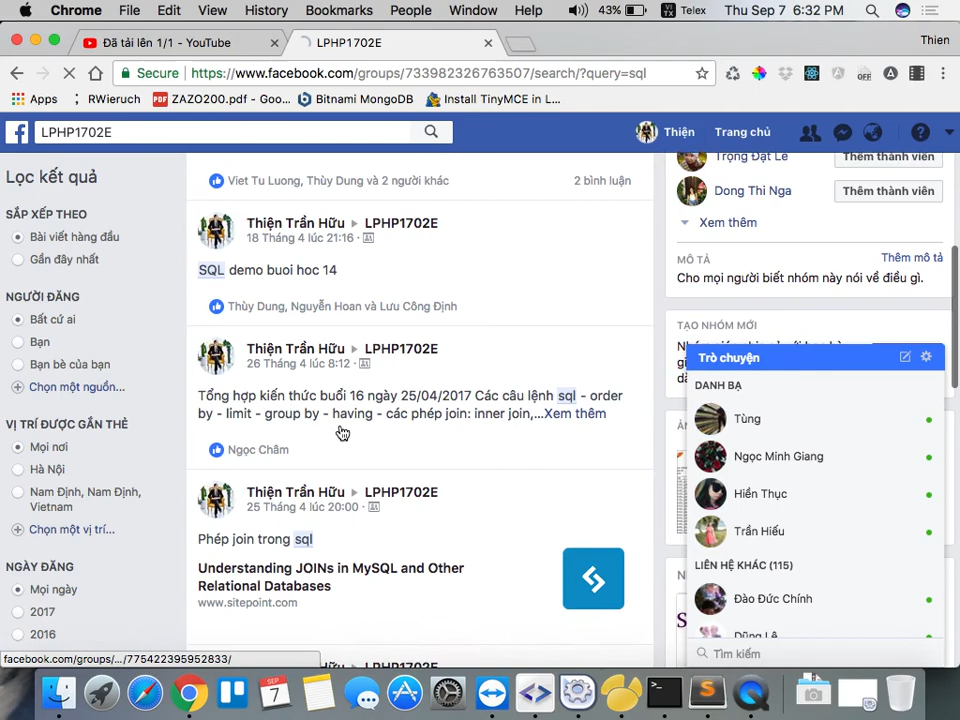 Chrome File Edit View History Bookmarks People Window Help 43% VI TX Telex Thu Sep 7 6:32 PM
Đã tải lên 1/1 - YouTube LPHP1702E Thien
Secure https://www.facebook.com/groups/733982326763507/search/?query=sql
Apps RWieruch ZAZO200.pdf - Goo... Bitnami MongoDB Install TinyMCE in L...
LPHP1702E Thiện Trang chủ
Lọc kết quả
SẮP XẾP THEO
Bài viết hàng đầu
Gần đây nhất
NGƯỜI ĐĂNG
Bất cứ ai
Bạn
Bạn bè của bạn
Chọn một nguồn...
VỊ TRÍ ĐƯỢC GẮN THẺ
Mọi nơi
Hà Nội
Nam Định, Nam Định,
Vietnam
Chọn một vị trí...
NGÀY ĐĂNG
Mọi ngày
2017
2016
facebook.com/groups/.../775422395952833/
Viet Tu Luong, Thùy Dung và 2 người khác 2 bình luận
Thiện Trần Hữu LPHP1702E
18 Tháng 4 lúc 21:16
SQL demo buoi hoc 14
Thùy Dung, Nguyễn Hoan và Lưu Công Định
Thiện Trần Hữu LPHP1702E
26 Tháng 4 lúc 8:12
Tổng hợp kiến thức buổi 16 ngày 25/04/2017 Các câu lệnh sql - order
by - limit - group by - having - các phép join: inner join,...Xem thêm
Ngọc Châm
Thiện Trần Hữu LPHP1702E
25 Tháng 4 lúc 20:00
Phép join trong sql
Understanding JOINs in MySQL and Other
Relational Databases
www.sitepoint.com
Trọng Đạt Lê Thêm thành viên
Dong Thi Nga Thêm thành viên
Xem thêm
MÔ TẢ Thêm mô tả
Cho mọi người biết nhóm này nói về điều gì.
TẠO NHÓM MỚI
Trò chuyện
DANH BẠ
Tùng
Ngọc Minh Giang
Hiền Thục
Trần Hiếu
LIÊN HỆ KHÁC (115)
Đào Đức Chính
Dũng Lê
Tìm kiếm